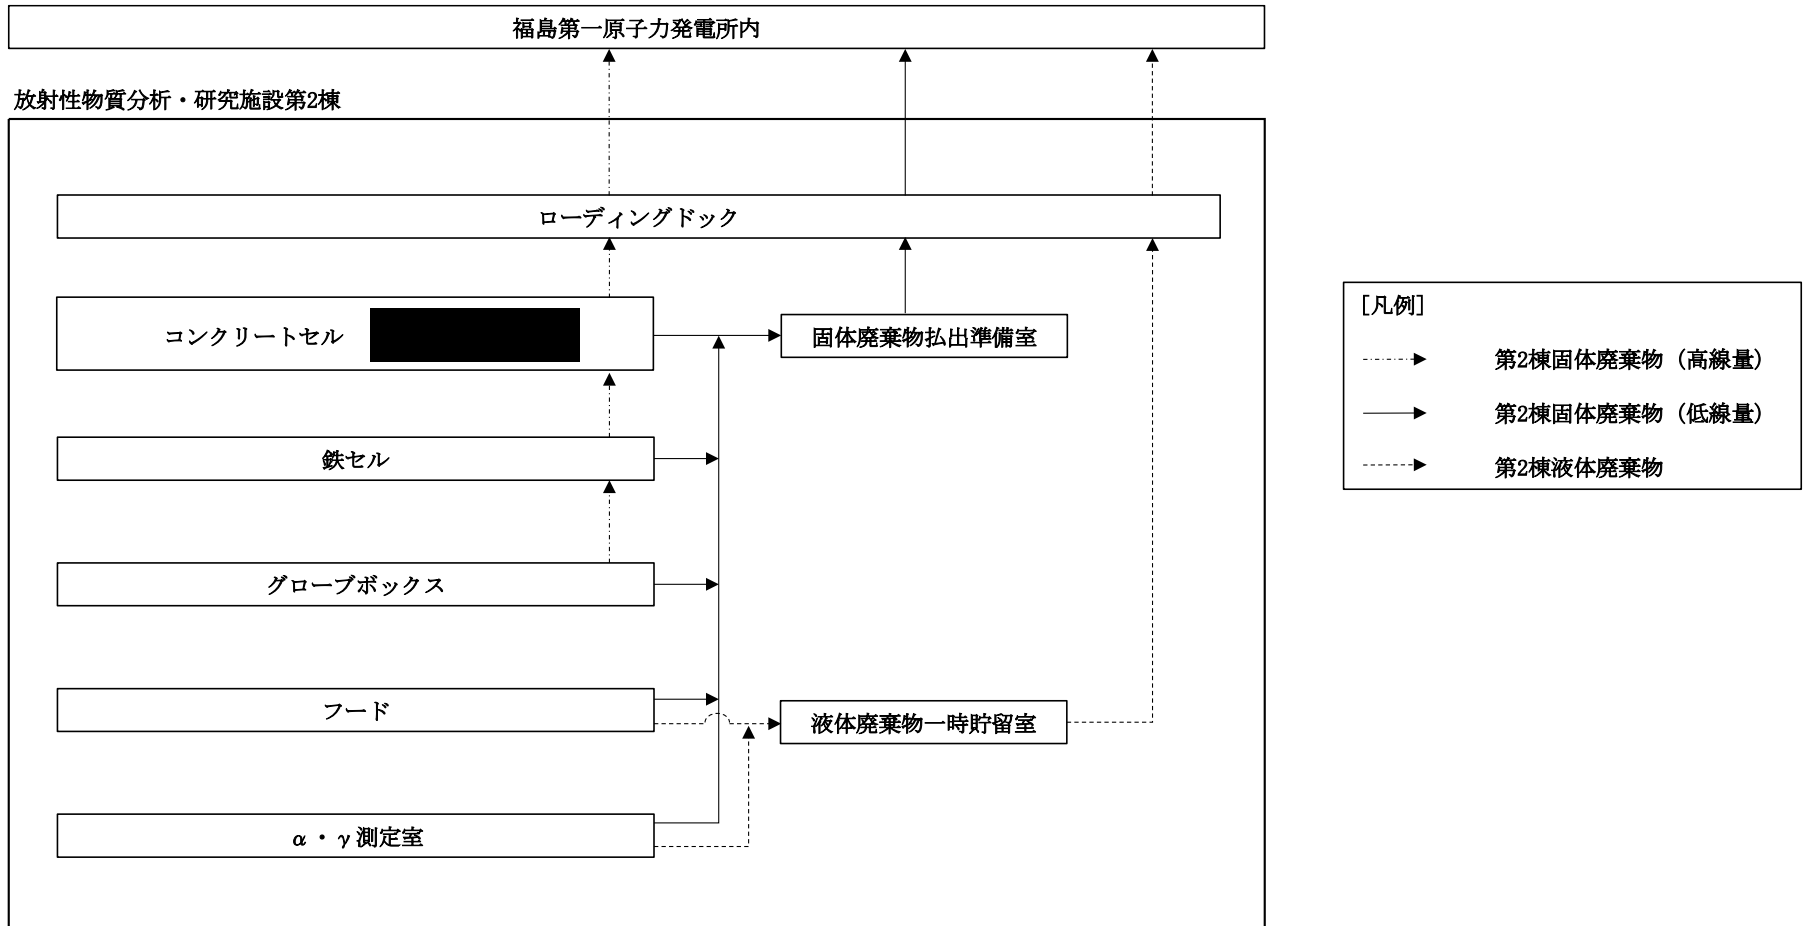 福島第一原子力発電所内
放射性物質分析・研究施設第2棟
ローディングドック
コンクリートセル
固体廃棄物払出準備室
鉄セル
グローブボックス
フード
液体廃棄物一時貯留室
α・γ測定室
[凡例]
第2棟固体廃棄物（高線量）
第2棟固体廃棄物（低線量）
第2棟液体廃棄物